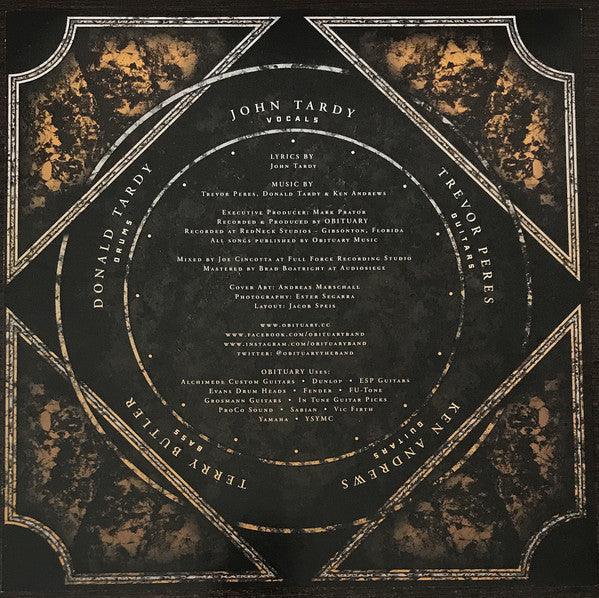 JOHN TARDY
VOCALS
TREVOR PERES
GUITARS
KEN ANDREWS
GUITARS
TERRY BUTLER
BASS
DONALD TARDY
DRUMS
LYRICS BY
JOHN TARDY
MUSIC BY
TREVOR PERES, DONALD TARDY & KEN ANDREWS
EXECUTIVE PRODUCER: MARK PRATOR
RECORDED & PRODUCED BY OBITUARY
RECORDED AT REDNECK STUDIOS - GIBSONTON, FLORIDA
ALL SONGS PUBLISHED BY OBITUARY MUSIC
MIXED BY JOE CINCOTTA AT FULL FORCE RECORDING STUDIO
MASTERED BY BRAD BOATRIGHT AT AUDIOSIEGE
COVER ART: ANDREAS MARSCHALL
PHOTOGRAPHY: ESTER SEGARRA
LAYOUT: JACOB SPEIS
WWW.OBITUARY.CC
WWW.FACEBOOK.COM/OBITUARYBAND
WWW.INSTAGRAM.COM/OBITUARYBAND
TWITTER: @OBITUARYTHEBAND
OBITUARY USES:
ALCHIMEDE CUSTOM GUITARS • DUNLOP • ESP GUITARS
EVANS DRUM HEADS • FENDER • FU-TONE
GROSMANN GUITARS • IN TUNE GUITAR PICKS
PROCO SOUND • SABIAN • VIC FIRTH
YAMAHA • YSYMC